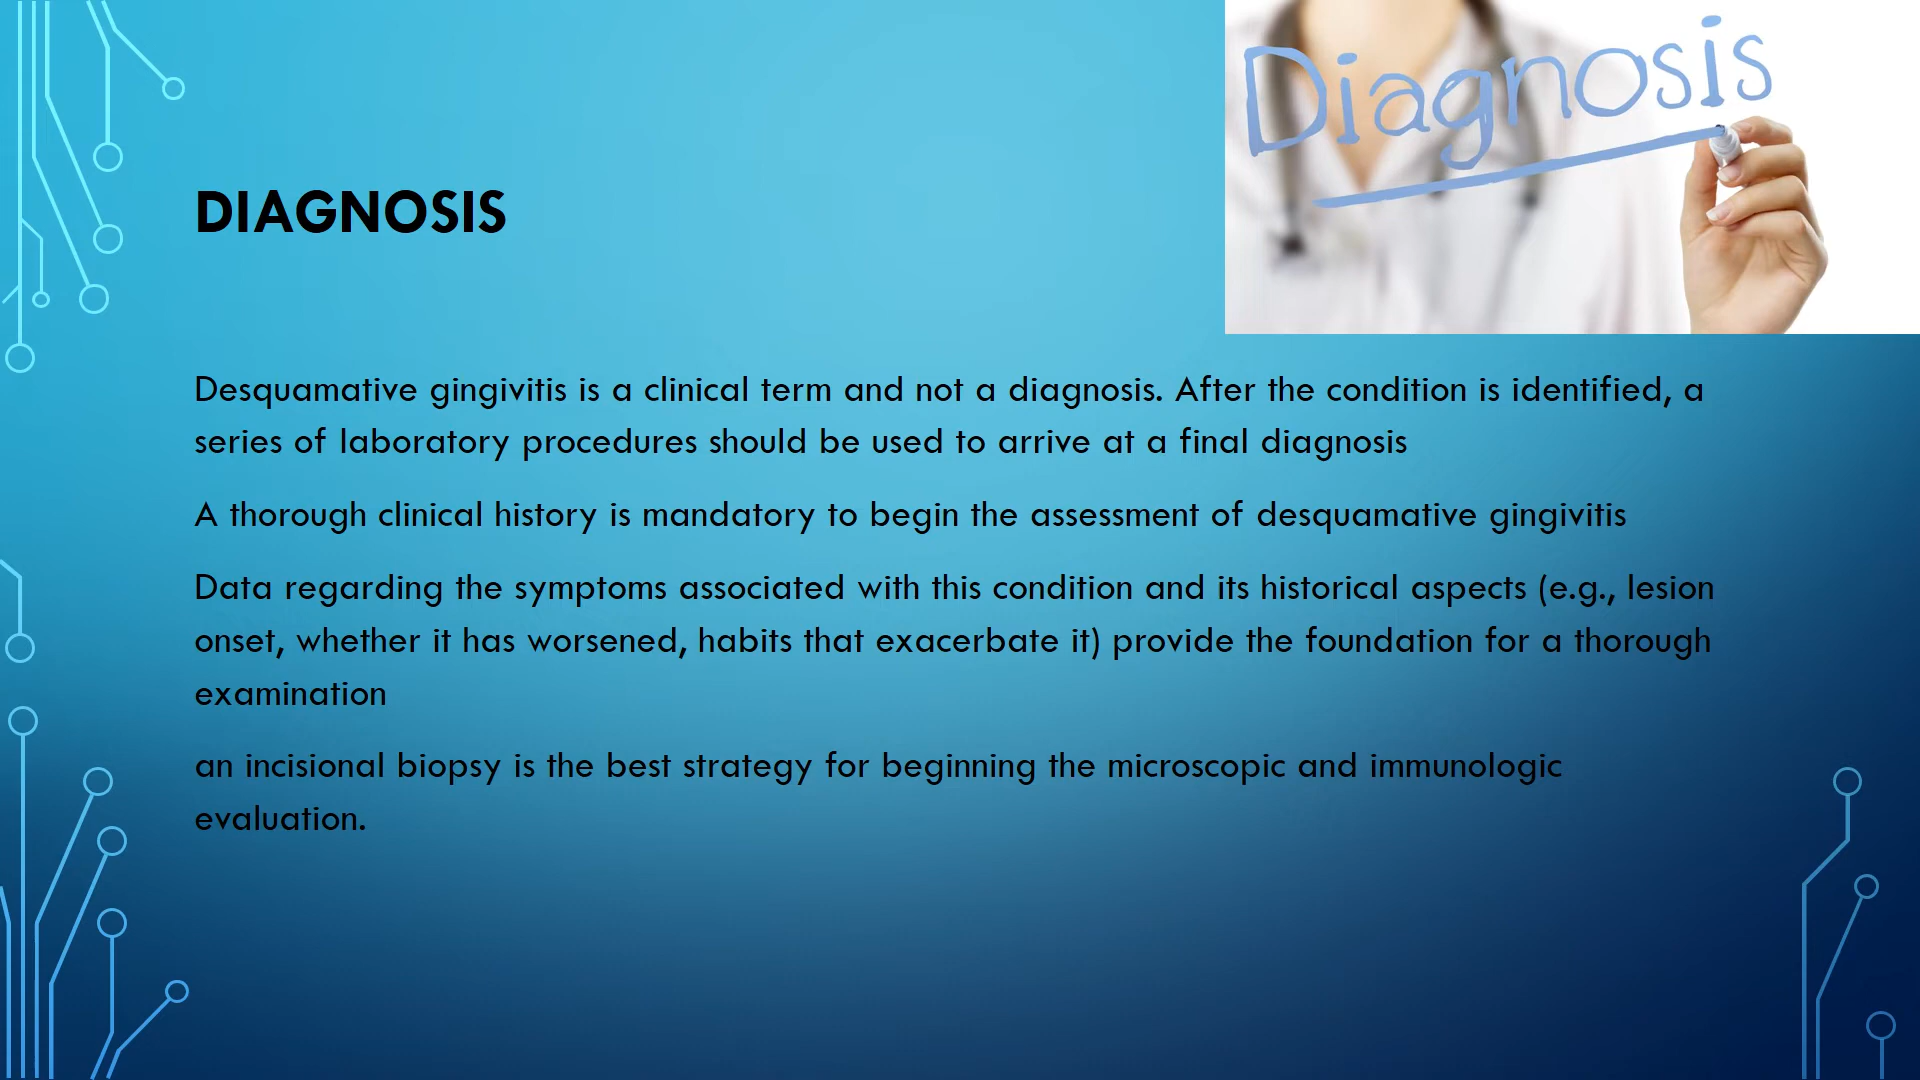 Diagnosis
DIAGNOSIS
Desquamative gingivitis is a clinical term and not a diagnosis. After the condition is identified, a
series of laboratory procedures should be used to arrive at a final diagnosis
A thorough clinical history is mandatory to begin the assessment of desquamative gingivitis
Data regarding the symptoms associated with this condition and its historical aspects (e.g., lesion
onset, whether it has worsened, habits that exacerbate it) provide the foundation for a thorough
examination
an incisional biopsy is the best strategy for beginning the microscopic and immunologic
evaluation.